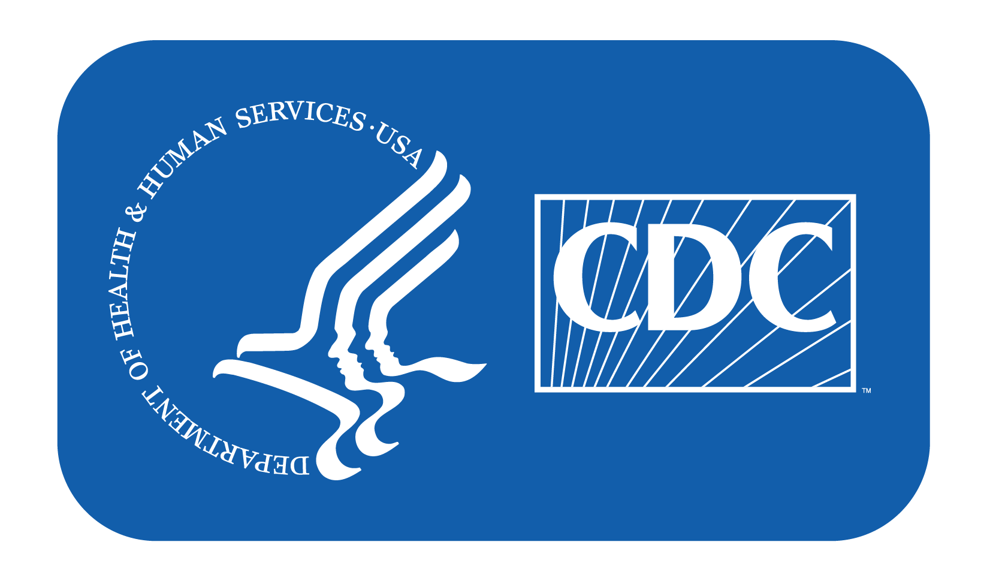 DEPARTMENT OF HEALTH & HUMAN SERVICES · USA
CDC
TM